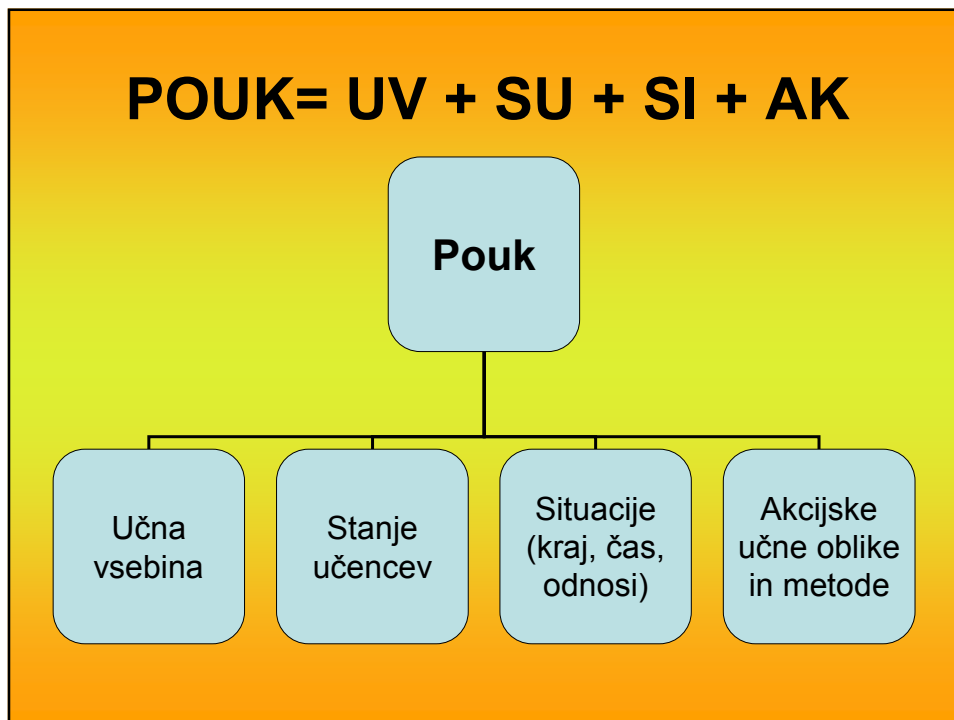 POUK= UV + SU + SI + AK
Pouk
Učna
vsebina
Stanje
učencev
Situacije
(kraj, čas,
odnosi)
Akcijske
učne oblike
in metode